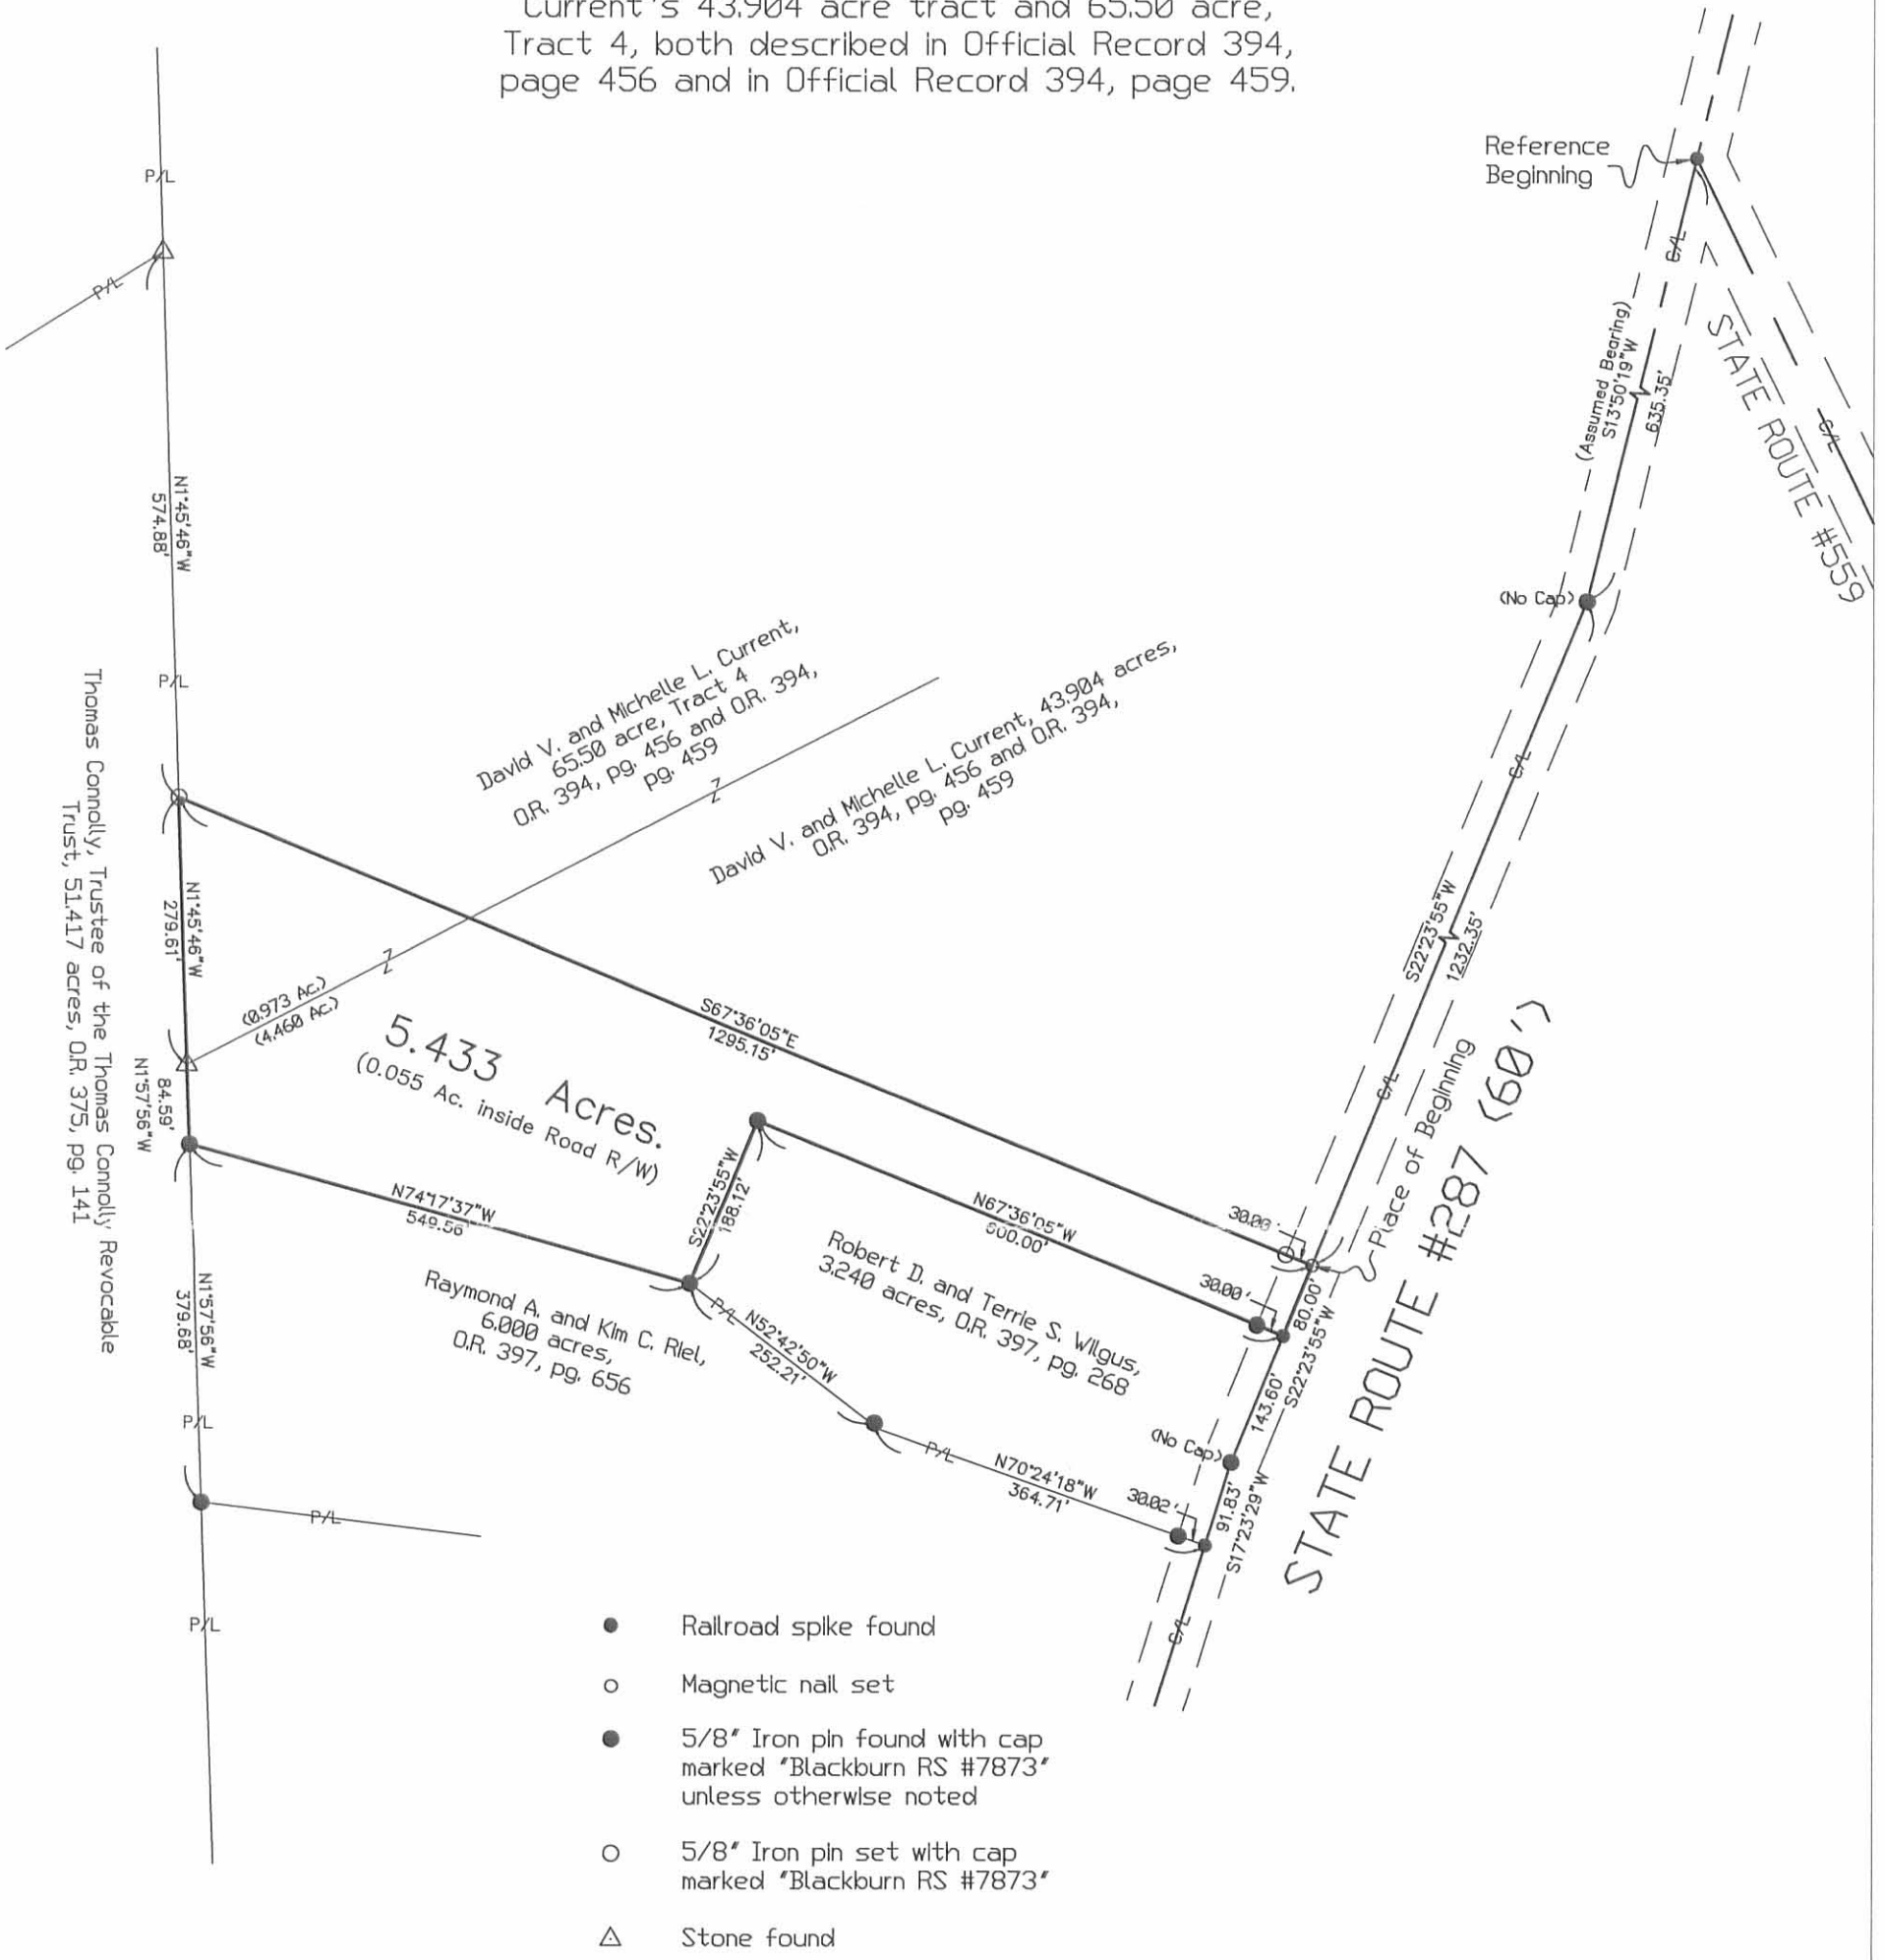 Current's 43.904 acre tract and 65.50 acre,
Tract 4, both described in Official Record 394,
page 456 and in Official Record 394, page 459.
Reference
Beginning
P/L
P/L
C/L
(Assumed Bearing)
S13°50'19"W
635.35'
STATE ROUTE #559
C/L
N1°45'46"W
574.88'
(No Cap)
P/L
David V. and Michelle L. Current,
65.50 acre, Tract 4
O.R. 394, pg. 456 and O.R. 394,
pg. 459
David V. and Michelle L. Current, 43.904 acres,
O.R. 394, pg. 456 and O.R. 394,
pg. 459
C/L
Z
Z
Thomas Connolly, Trustee of the Thomas Connolly Revocable
Trust, 51.417 acres, O.R. 375, pg. 141
N1°45'46"W
279.61'
S22°23'55"W
1232.35'
(0.973 Ac.)
(4.460 Ac.)
S67°36'05"E
1295.15'
5.433 Acres.
(0.055 Ac. inside Road R/W)
C/L
Place of Beginning
STATE ROUTE #287 (60')
84.59'
N1°57'56"W
N74°17'37"W
549.56'
S22°23'55"W
188.12'
N67°36'05"W
600.00'
30.00'
30.00'
80.00'
S22°23'55"W
143.60'
Robert D. and Terrie S. Wilgus,
3.240 acres, O.R. 397, pg. 268
Raymond A. and Kim C. Riel,
6.000 acres,
O.R. 397, pg. 656
N1°57'56"W
379.68'
P/L
N52°42'50"W
252.21'
P/L
(No Cap)
P/L
N70°24'18"W
364.71'
30.02'
91.83'
S17°23'29"W
P/L
P/L
C/L
Railroad spike found
Magnetic nail set
5/8" Iron pin found with cap
marked "Blackburn RS #7873"
unless otherwise noted
5/8" Iron pin set with cap
marked "Blackburn RS #7873"
Stone found